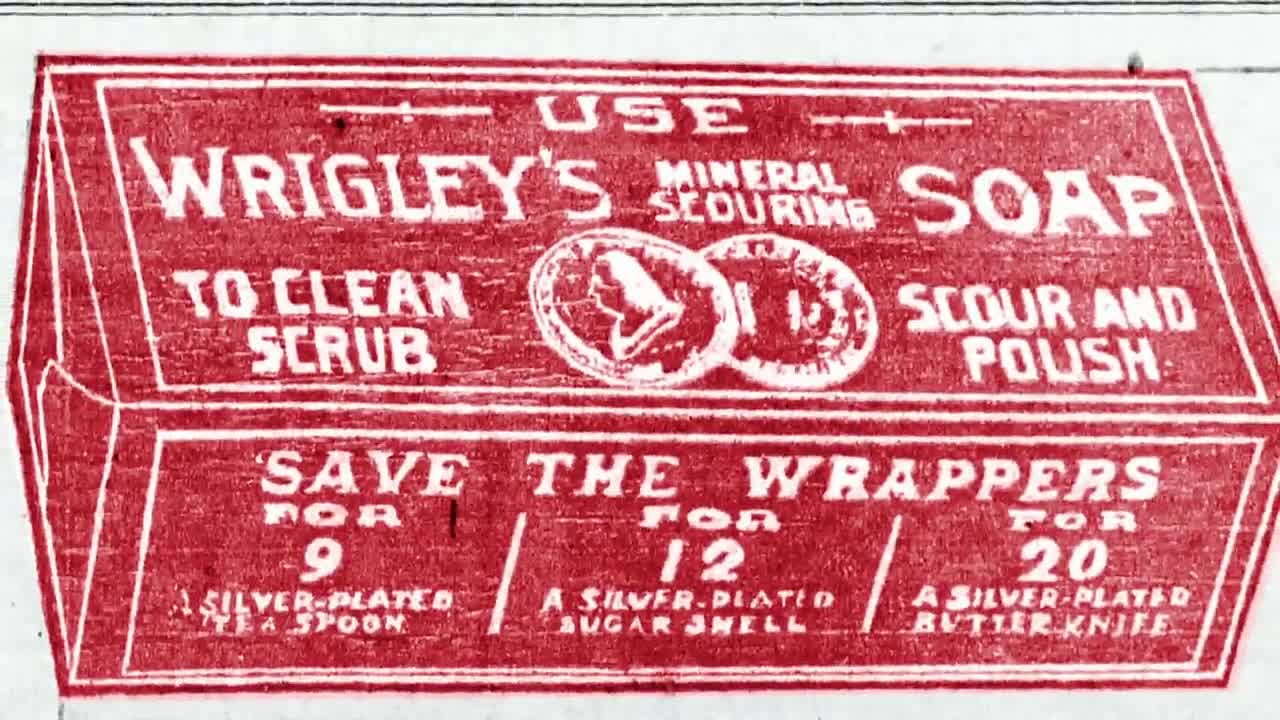 USE
WRIGLEY'S MINERAL SCOURING SOAP
TO CLEAN SCRUB
SCOUR AND POLISH
SAVE THE WRAPPERS
FOR 9 A SILVER-PLATED TEA SPOON
FOR 12 A SILVER-PLATED SUGAR SHELL
FOR 20 A SILVER-PLATED BUTTER KNIFE